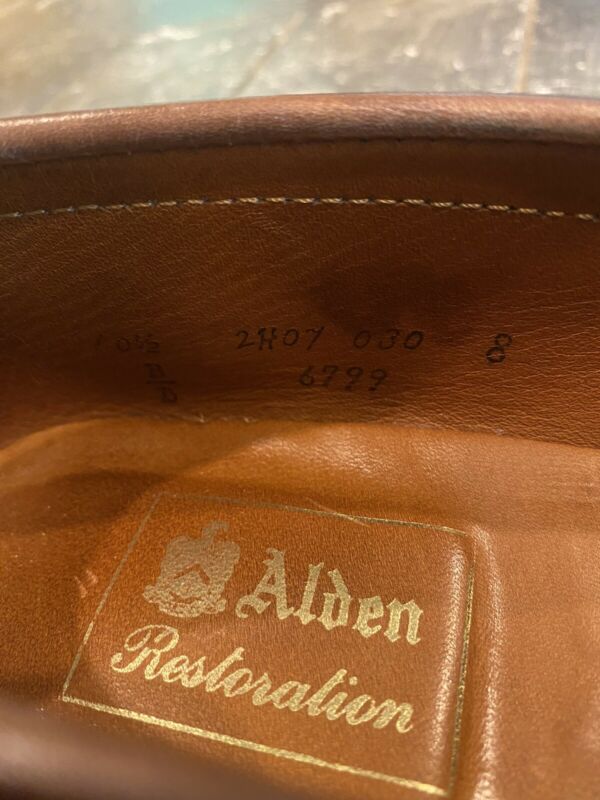 10½ 2H07 030 8
B/D 6799
Alden
Restoration